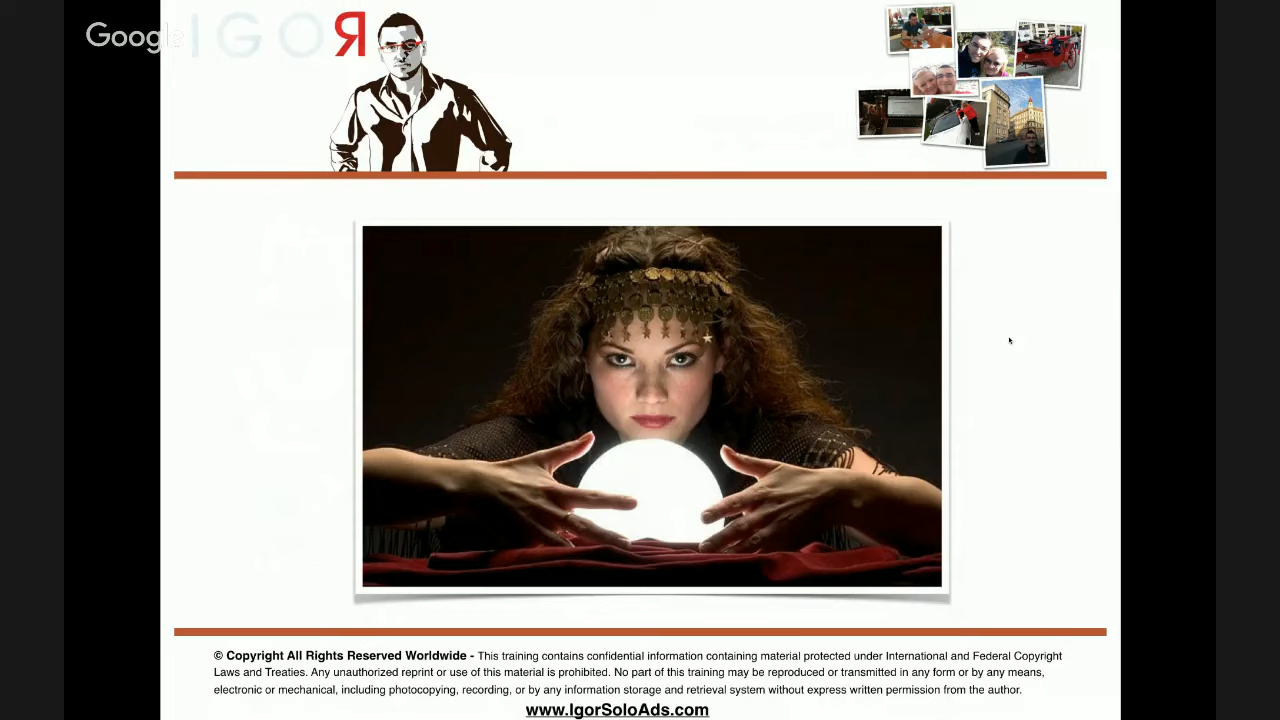 Google
IGOЯ
© Copyright All Rights Reserved Worldwide - This training contains confidential information containing material protected under International and Federal Copyright
Laws and Treaties. Any unauthorized reprint or use of this material is prohibited. No part of this training may be reproduced or transmitted in any form or by any means,
electronic or mechanical, including photocopying, recording, or by any information storage and retrieval system without express written permission from the author.
www.IgorSoloAds.com